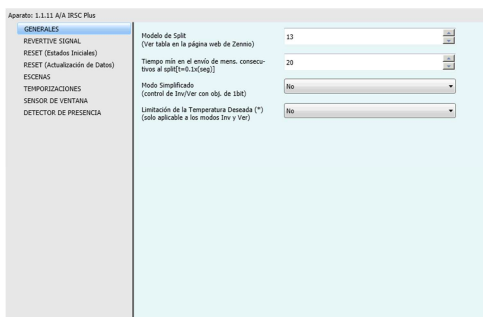 Aparato: 1.1.11 A/A IRSC Plus
GENERALES
REVERTIVE SIGNAL
RESET (Estados Iniciales)
RESET (Actualización de Datos)
ESCENAS
TEMPORIZACIONES
SENSOR DE VENTANA
DETECTOR DE PRESENCIA
Modelo de Split
(Ver tabla en la página web de Zennio)
13
Tiempo mín en el envío de mens. consecu-
tivos al split[t=0.1x(seg)]
20
Modo Simplificado
(control de Inv/Ver con obj. de 1bit)
No
Limitación de la Temperatura Deseada (*)
(solo aplicable a los modos Inv y Ver)
No